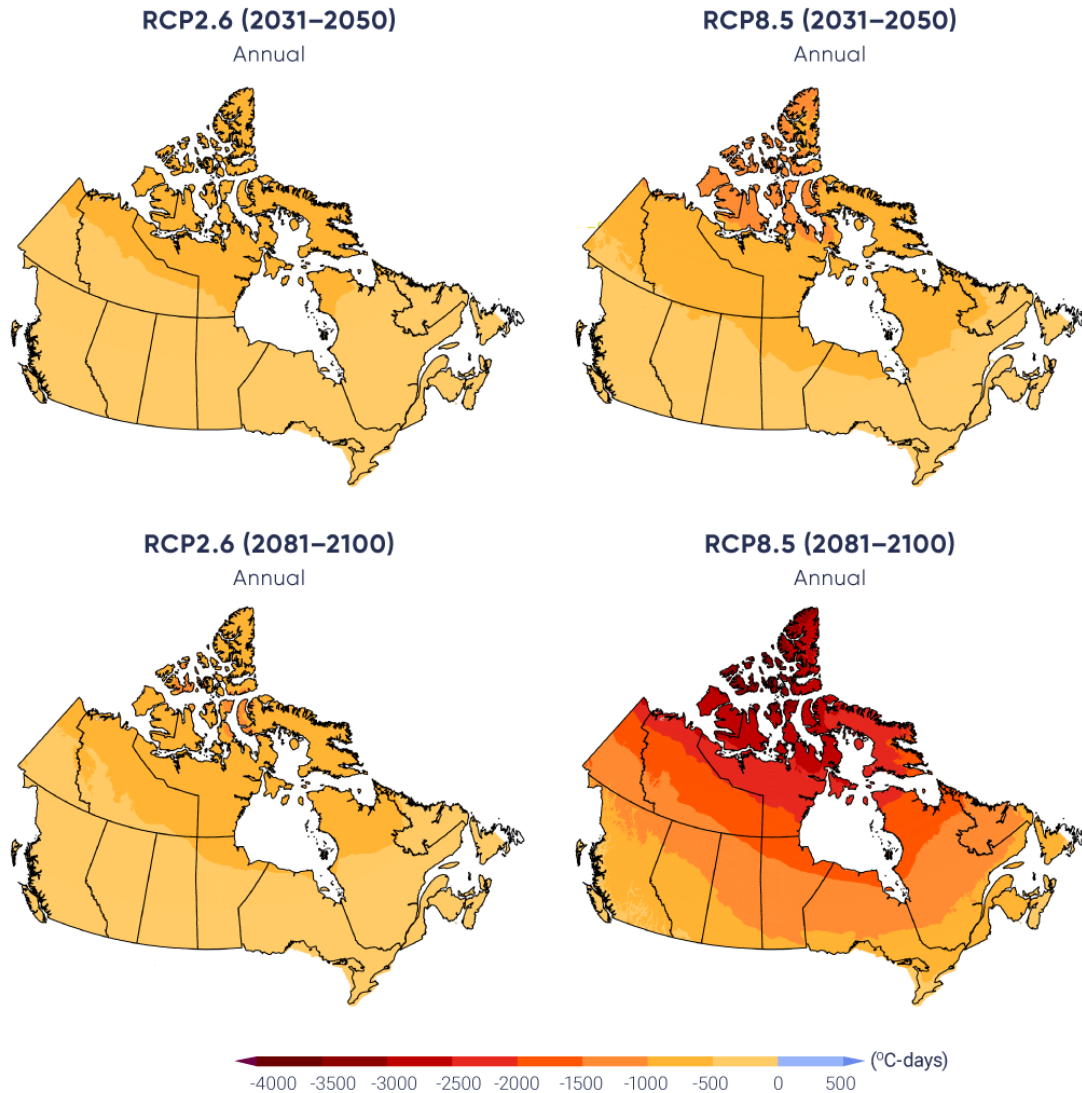 RCP2.6 (2031–2050)
Annual
RCP8.5 (2031–2050)
Annual
RCP2.6 (2081–2100)
Annual
RCP8.5 (2081–2100)
Annual
(ºC-days)
-4000 -3500 -3000 -2500 -2000 -1500 -1000 -500 0 500